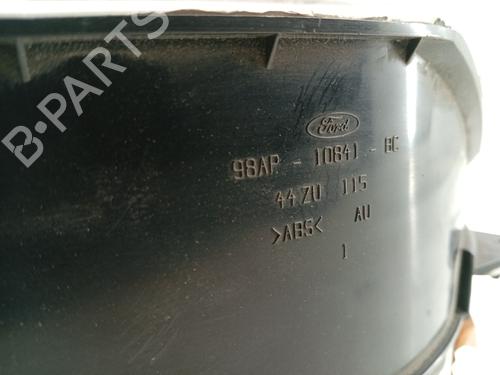 B-PARTS
Ford
98AP - 10841 - BC
44ZU 115
>ABS< AU
1